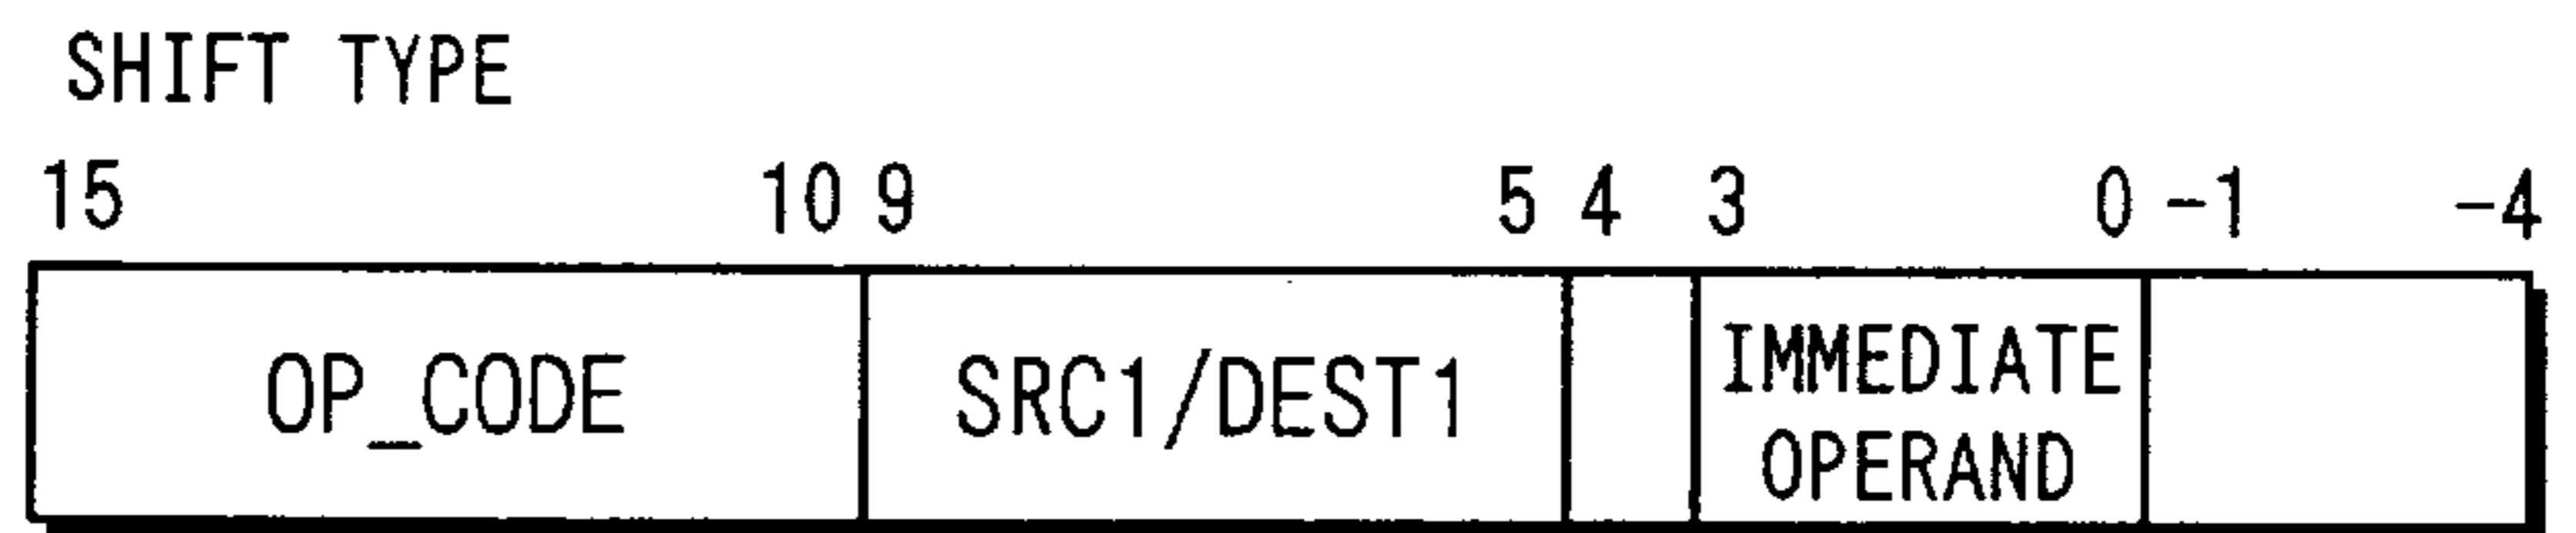 SHIFT TYPE
15 10 9 5 4 3 0 -1 -4
OP_CODE SRC1/DEST1 IMMEDIATE
OPERAND